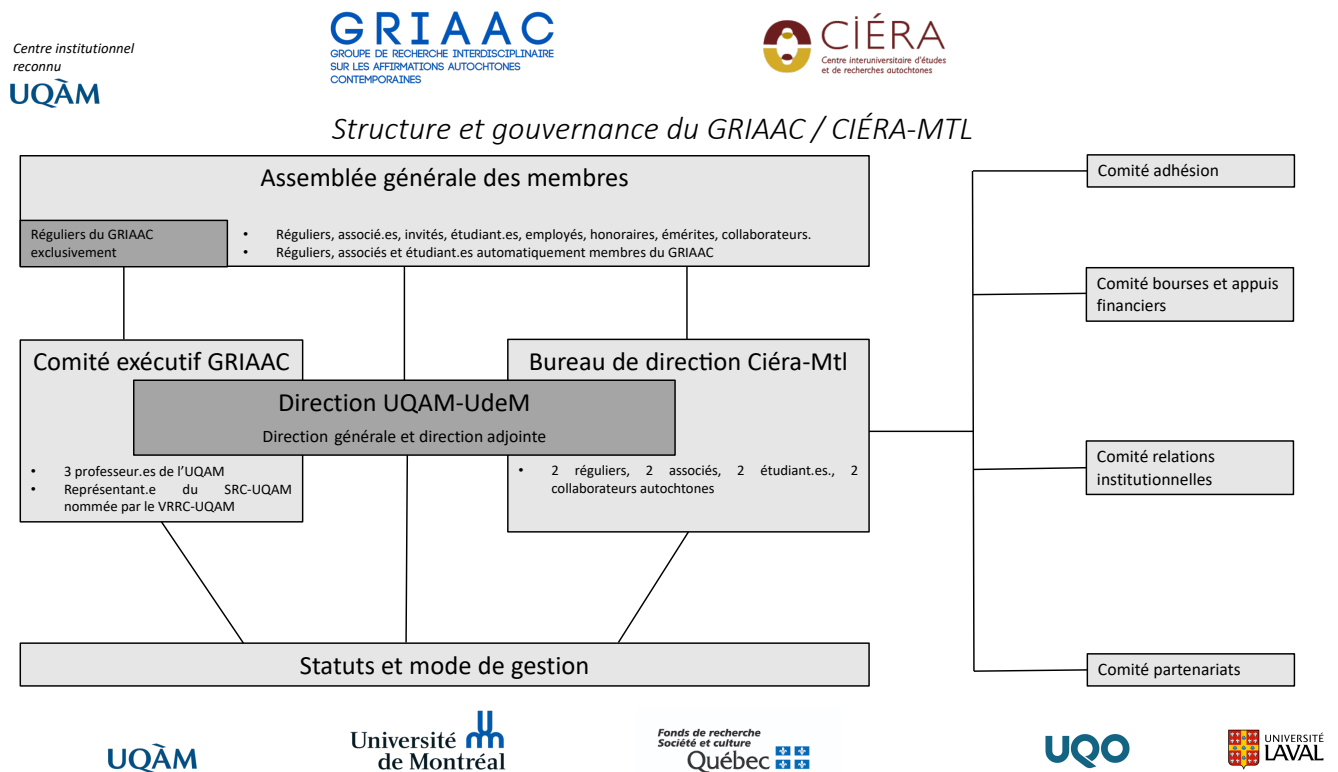 Centre institutionnel
reconnu
UQÀM
GRIAAC
GROUPE DE RECHERCHE INTERDISCIPLINAIRE
SUR LES AFFIRMATIONS AUTOCHTONES
CONTEMPORAINES
CIÉRA
Centre interuniversitaire d'études
et de recherches autochtones
Structure et gouvernance du GRIAAC / CIÉRA-MTL
Assemblée générale des membres
Réguliers du GRIAAC
exclusivement
• Réguliers, associé.es, invités, étudiant.es, employés, honoraires, émérites, collaborateurs.
• Réguliers, associés et étudiant.es automatiquement membres du GRIAAC
Comité exécutif GRIAAC
Bureau de direction Ciéra-Mtl
Direction UQAM-UdeM
Direction générale et direction adjointe
• 3 professeur.es de l'UQAM
• Représentant.e du SRC-UQAM
nommée par le VRRC-UQAM
• 2 réguliers, 2 associés, 2 étudiant.es., 2
collaborateurs autochtones
Statuts et mode de gestion
Comité adhésion
Comité bourses et appuis
financiers
Comité relations
institutionnelles
Comité partenariats
UQÀM
Université
de Montréal
Fonds de recherche
Société et culture
Québec
UQO
UNIVERSITÉ
LAVAL